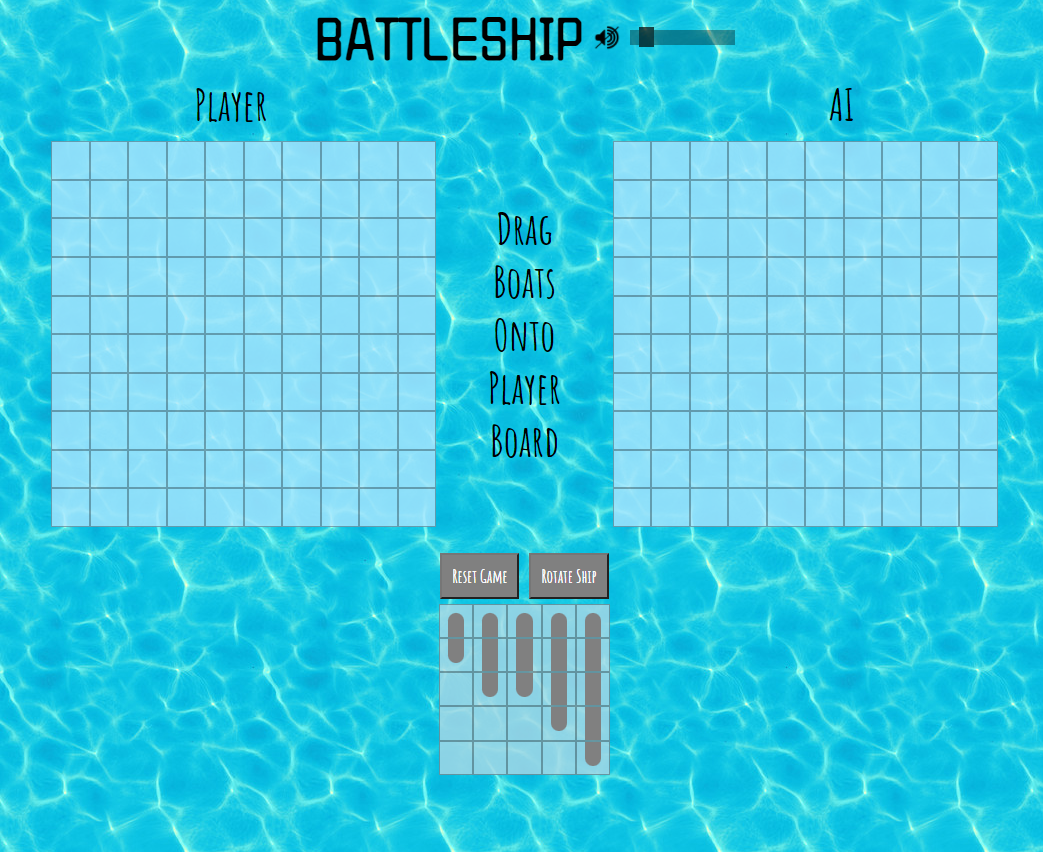 BATTLESHIP
Player
AI
Drag
Boats
Onto
Player
Board
Reset Game
Rotate Ship